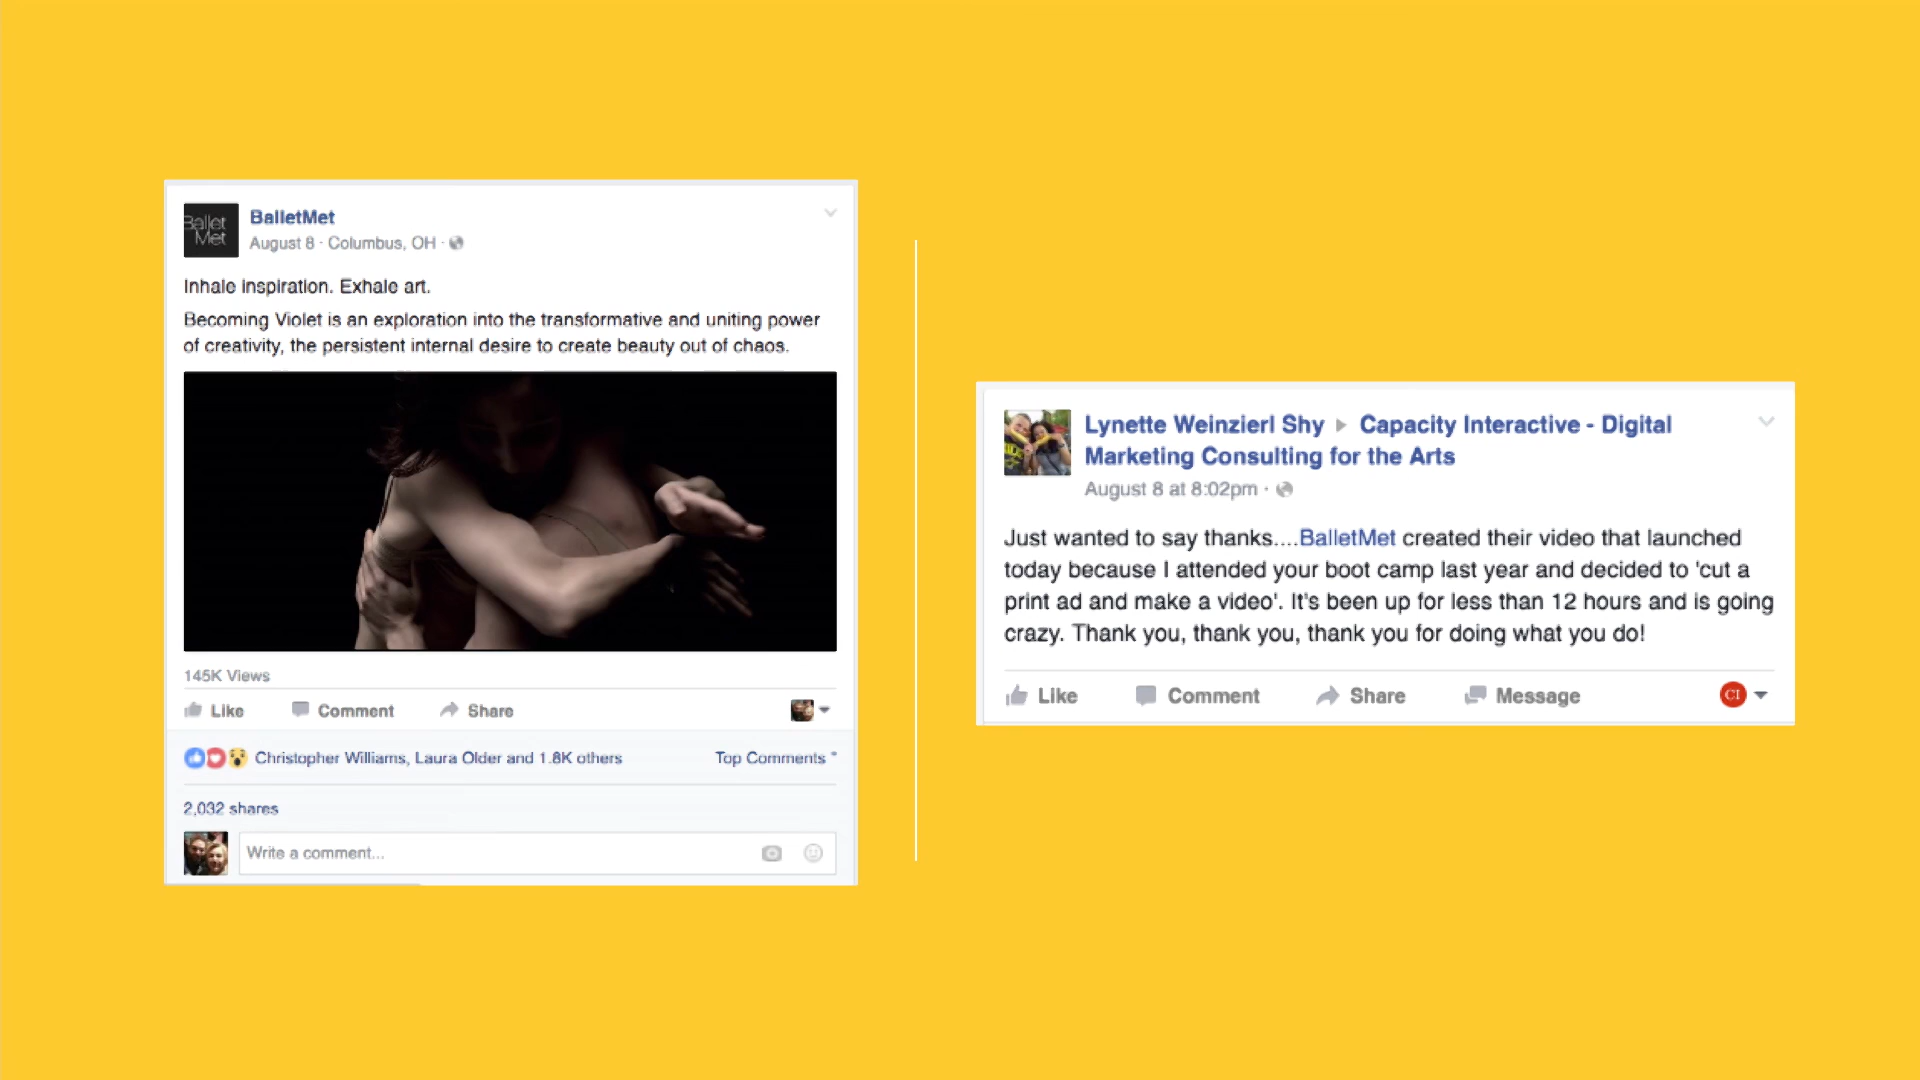 Ballet
Met
BalletMet
August 8 · Columbus, OH ·
Inhale inspiration. Exhale art.
Becoming Violet is an exploration into the transformative and uniting power
of creativity, the persistent internal desire to create beauty out of chaos.
145K Views
Like Comment Share
Christopher Williams, Laura Older and 1.8K others Top Comments
2,032 shares
Write a comment...
Lynette Weinzierl Shy ▸ Capacity Interactive - Digital
Marketing Consulting for the Arts
August 8 at 8:02pm ·
Just wanted to say thanks....BalletMet created their video that launched
today because I attended your boot camp last year and decided to 'cut a
print ad and make a video'. It's been up for less than 12 hours and is going
crazy. Thank you, thank you, thank you for doing what you do!
Like Comment Share Message
CI